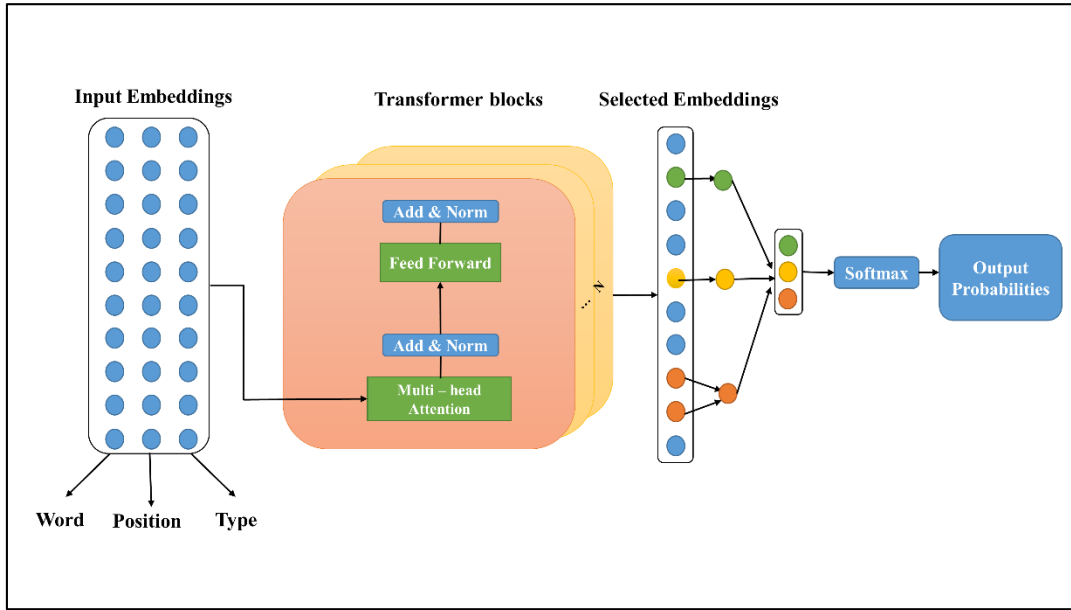 Input Embeddings
Transformer blocks
Selected Embeddings
Add & Norm
Feed Forward
Add & Norm
Multi – head
Attention
... N
Softmax
Output
Probabilities
Word
Position
Type